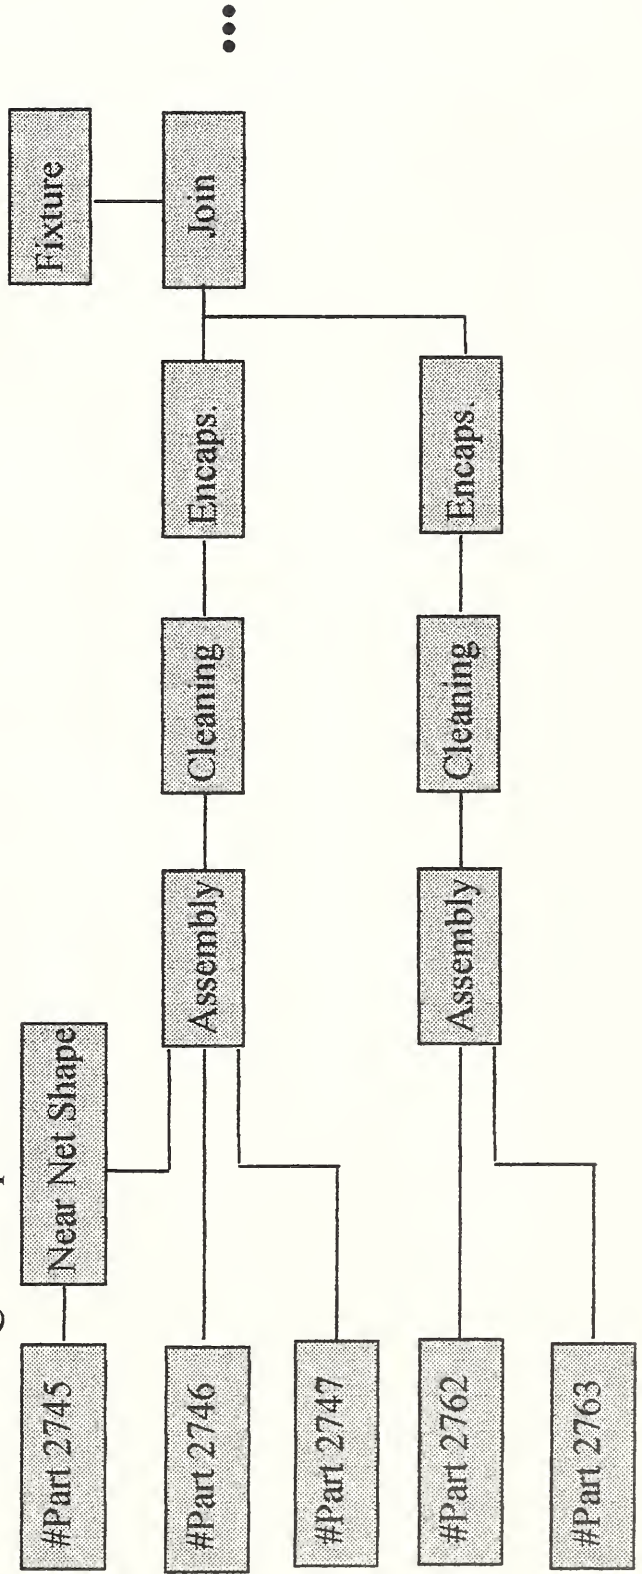 #Part 2745
Near Net Shape
Fixture
#Part 2746
Assembly
Cleaning
Encaps.
Join
#Part 2747
#Part 2762
Assembly
Cleaning
Encaps.
#Part 2763